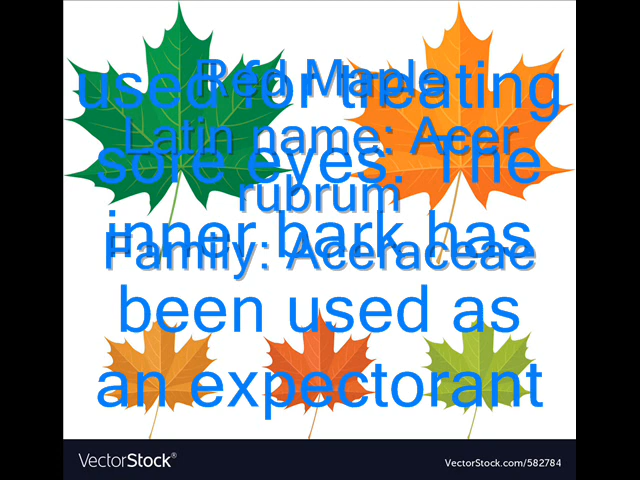 Red Maple
Latin name: Acer
rubrum
Family: Aceraceae
used for treating
sore eyes. The
inner bark has
been used as
an expectorant
VectorStock®
VectorStock.com/582784